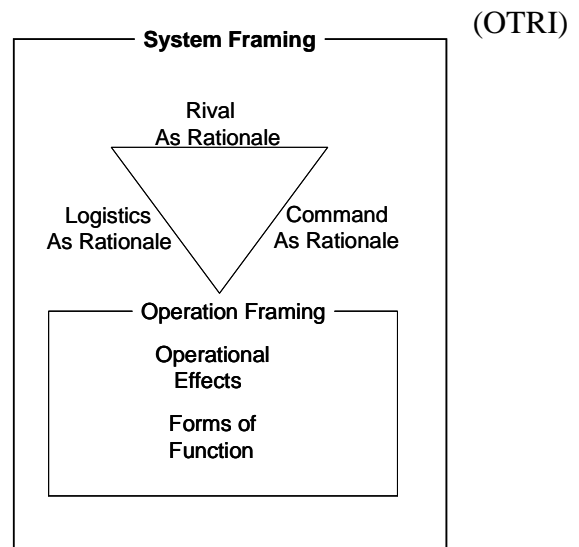 (OTRI)
System Framing
Rival
As Rationale
Logistics
As Rationale
Command
As Rationale
Operation Framing
Operational
Effects
Forms of
Function